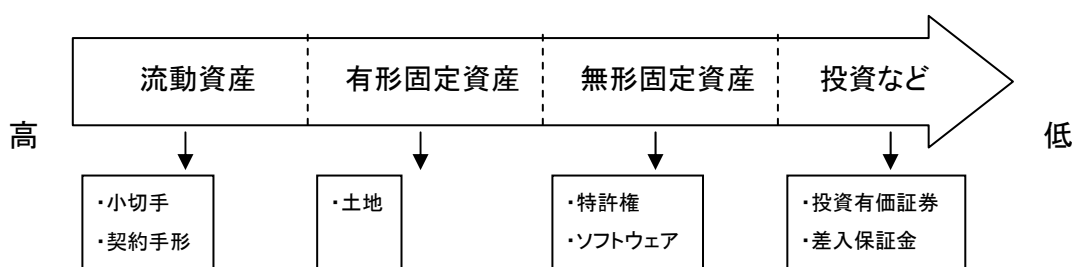 流動資産
有形固定資産
無形固定資産
投資など
高
低
・小切手
・契約手形
・土地
・特許権
・ソフトウェア
・投資有価証券
・差入保証金